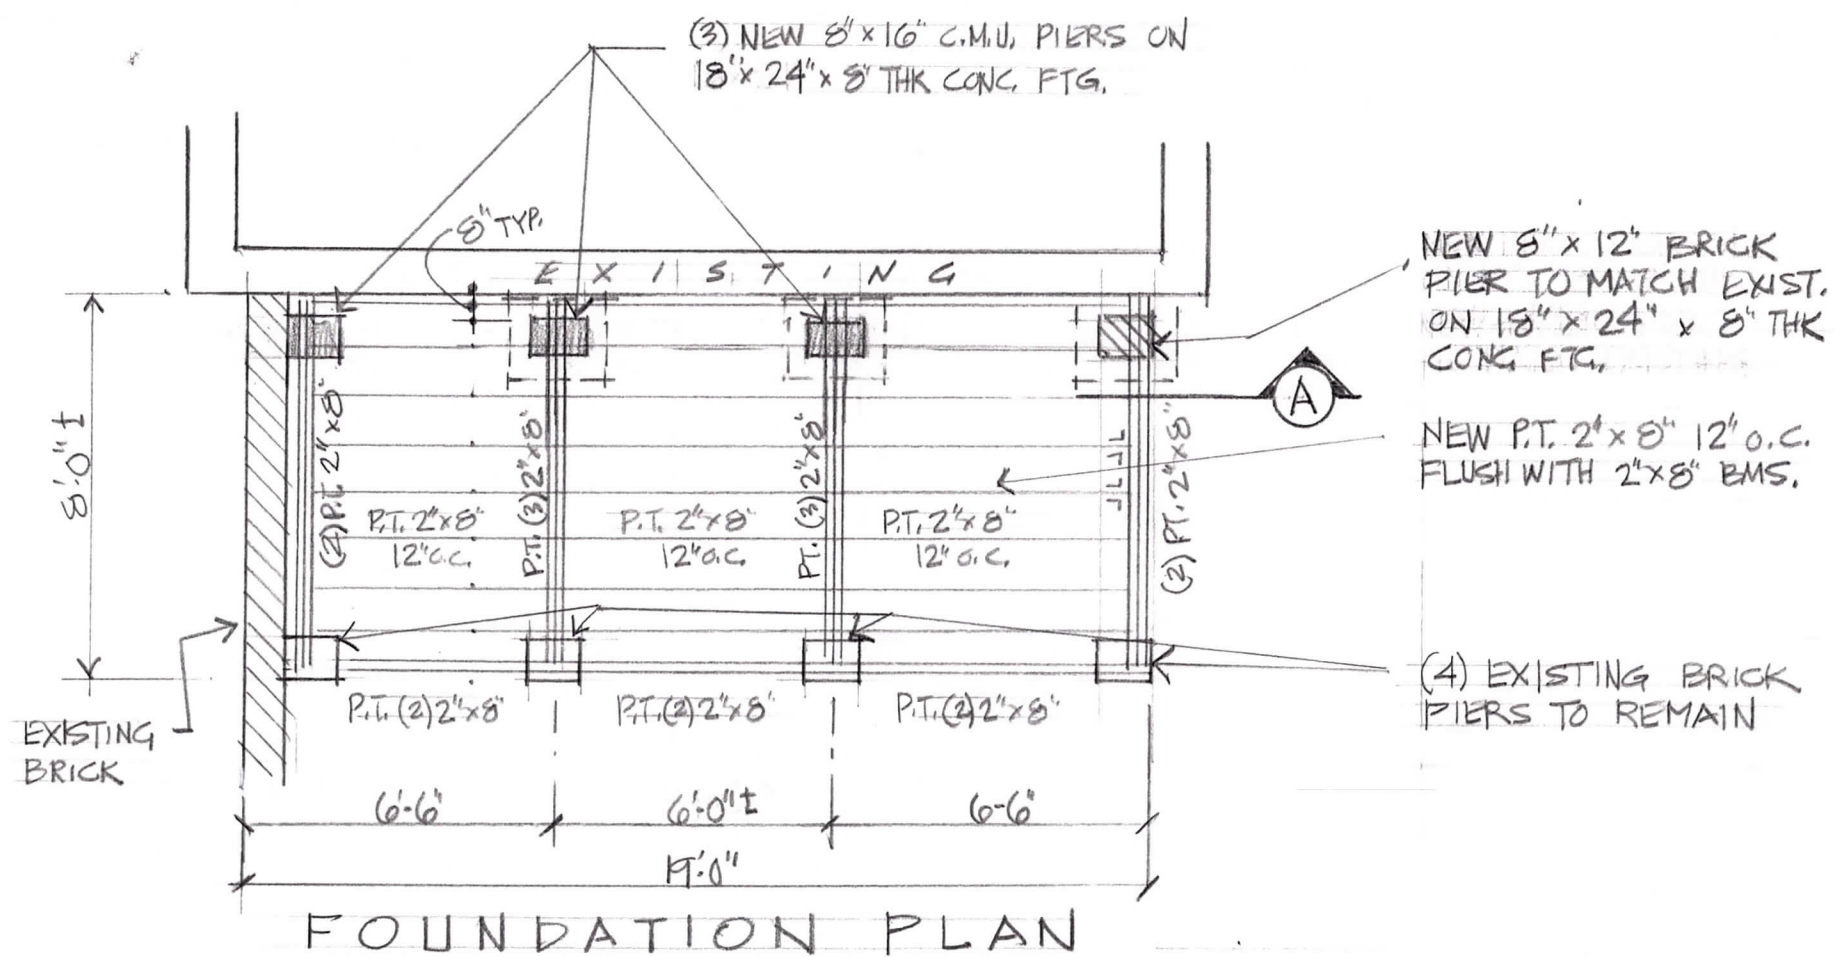 (3) NEW 8"x16" C.M.U. PIERS ON
18"x 24"x 8" THK CONC. FTG.
8" TYP.
EXISTING
NEW 8"x 12" BRICK
PIER TO MATCH EXIST.
ON 18"x 24" x 8" THK
CONC FTG.
A
NEW P.T. 2"x 8" 12" O.C.
FLUSH WITH 2"x8" BMS.
8'-0" ±
(2) P.T. 2"x8"
P.T. 2"x8"
12" O.C.
P.T. (3) 2"x8"
P.T. 2"x8"
12" O.C.
P.T. (3) 2"x8"
P.T. 2"x8"
12" O.C.
(2) P.T. 2"x8"
(4) EXISTING BRICK
PIERS TO REMAIN
P.T. (2) 2"x8"
P.T. (2) 2"x8"
P.T. (2) 2"x8"
EXISTING
BRICK
6'-6"
6'-0" ±
6-6"
19'-0"
FOUNDATION PLAN